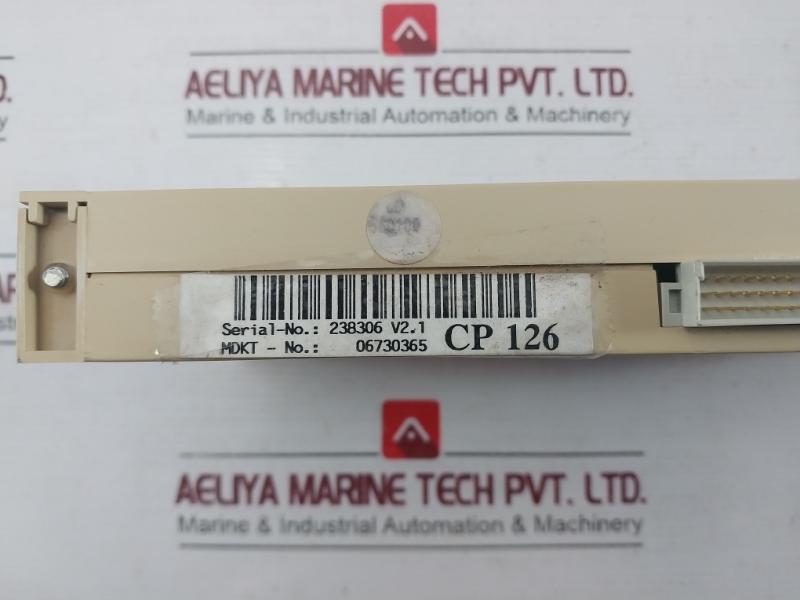 AELIYA MARINE TECH PVT. LTD.
Marine & Industrial Automation & Machinery
D.
ry
Serial-No.: 238306 V2.1
MDKT - No.: 06730365
CP 126
AELIYA MARINE TECH PVT. LTD.
Marine & Industrial Automation & Machinery